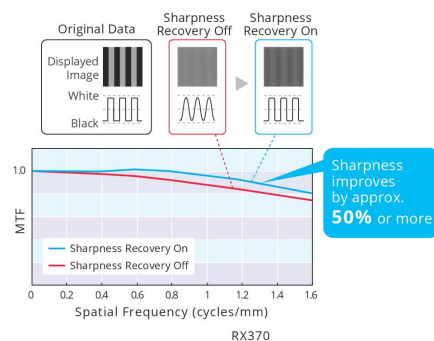 Original Data
Sharpness
Recovery Off
Sharpness
Recovery On
Displayed
Image
White
Black
1.0
MTF
Sharpness
improves
by approx.
50% or more
Sharpness Recovery On
Sharpness Recovery Off
0 0.2 0.4 0.6 0.8 1 1.2 1.4 1.6
Spatial Frequency (cycles/mm)
RX370